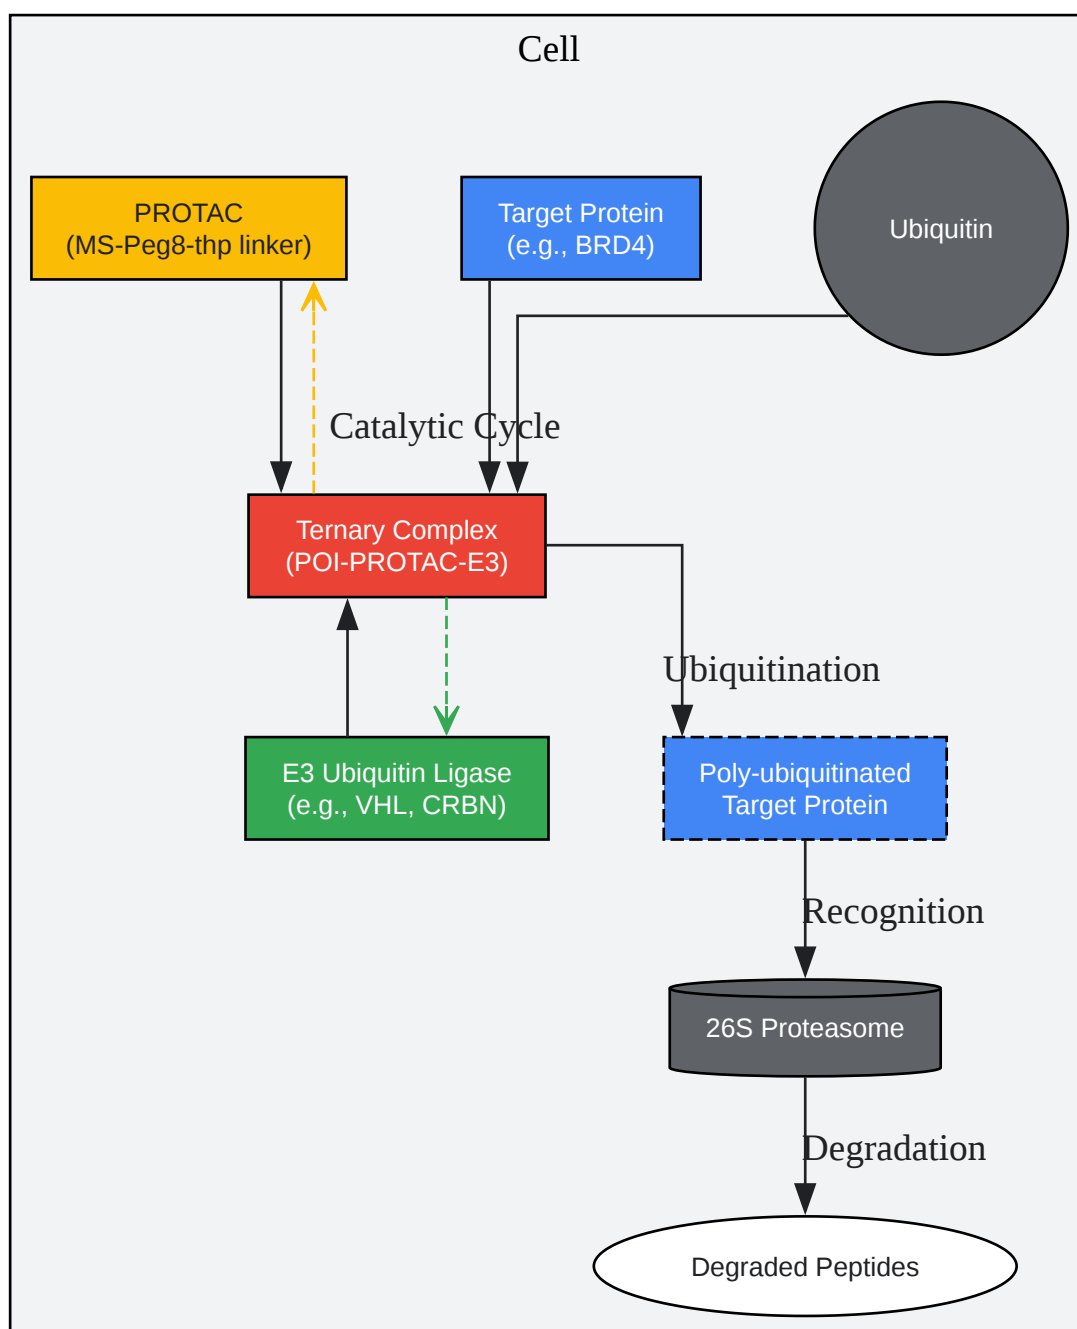 Cell
PROTAC
(MS-Peg8-thp linker)
Target Protein
(e.g., BRD4)
Ubiquitin
Catalytic Cycle
Ternary Complex
(POI-PROTAC-E3)
Ubiquitination
E3 Ubiquitin Ligase
(e.g., VHL, CRBN)
Poly-ubiquitinated
Target Protein
Recognition
26S Proteasome
Degradation
Degraded Peptides